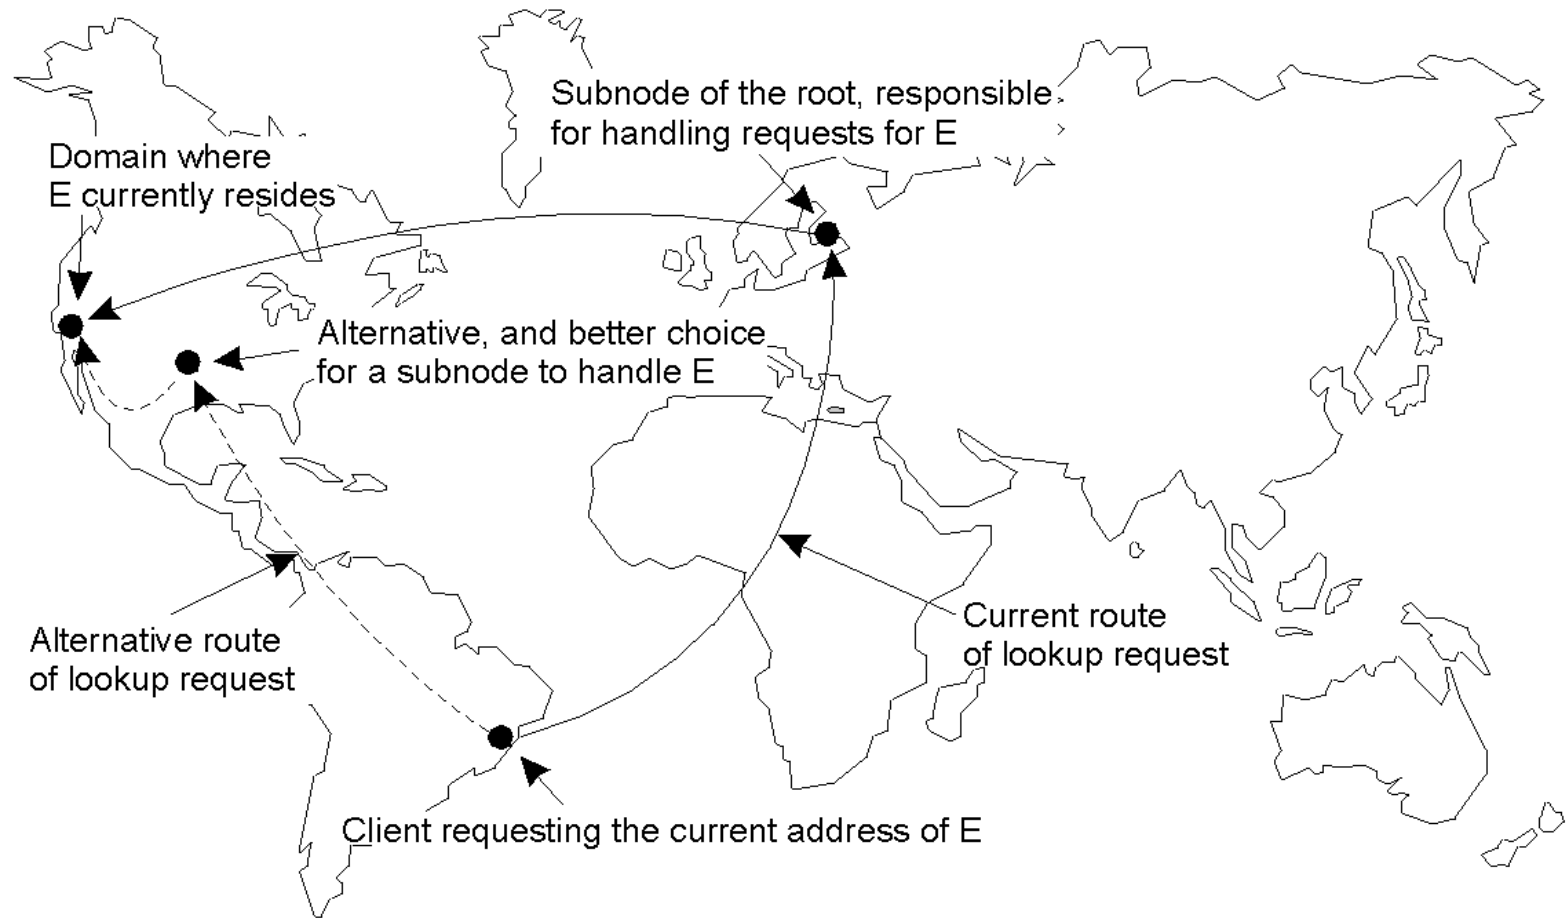 Subnode of the root, responsible
for handling requests for E
Domain where
E currently resides
Alternative, and better choice
for a subnode to handle E
Alternative route
of lookup request
Current route
of lookup request
Client requesting the current address of E